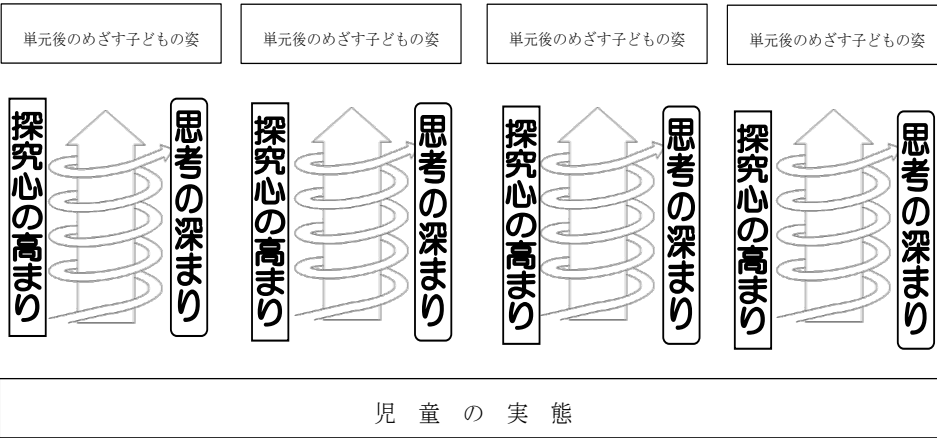 単元後のめざす子どもの姿
単元後のめざす子どもの姿
単元後のめざす子どもの姿
単元後のめざす子どもの姿
探究心の高まり
思考の深まり
探究心の高まり
思考の深まり
探究心の高まり
思考の深まり
探究心の高まり
思考の深まり
児童の実態